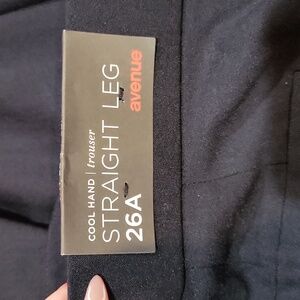 COOL HAND | trouser
STRAIGHT LEG
26A
avenue